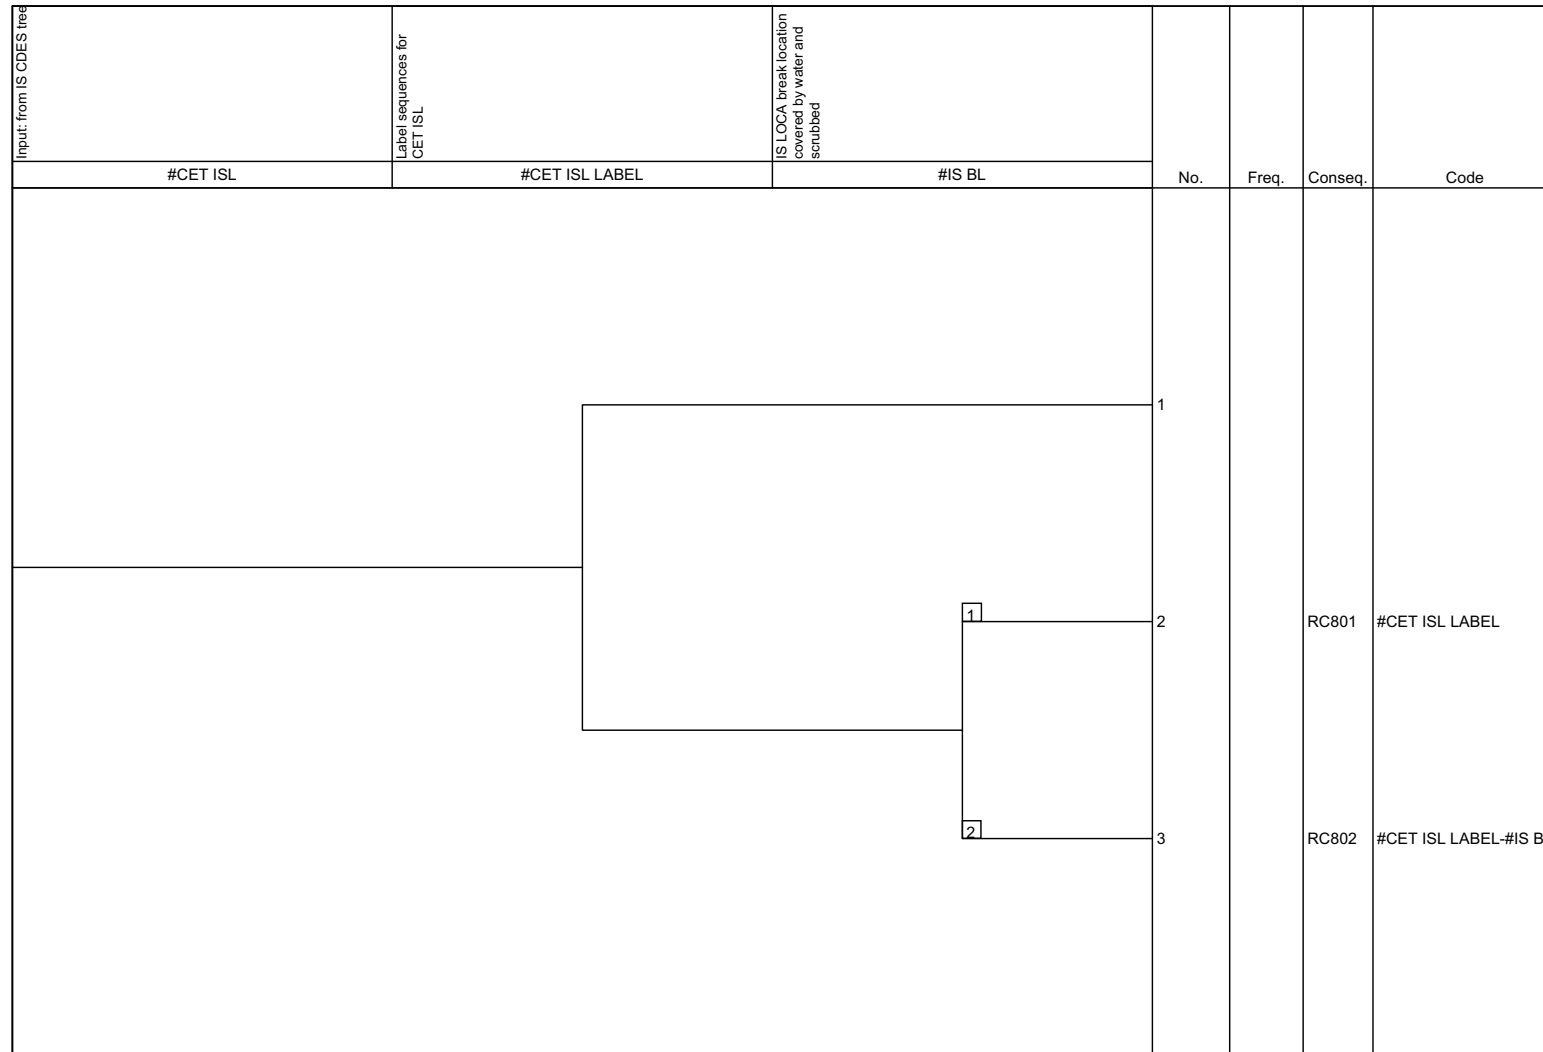 Input: from IS CDES tree
Label sequences for
CET ISL
IS LOCA break location
covered by water and
scrubbed
#CET ISL
#CET ISL LABEL
#IS BL
No.
Freq.
Conseq.
Code
1
1
2
RC801
#CET ISL LABEL
2
3
RC802
#CET ISL LABEL-#IS B